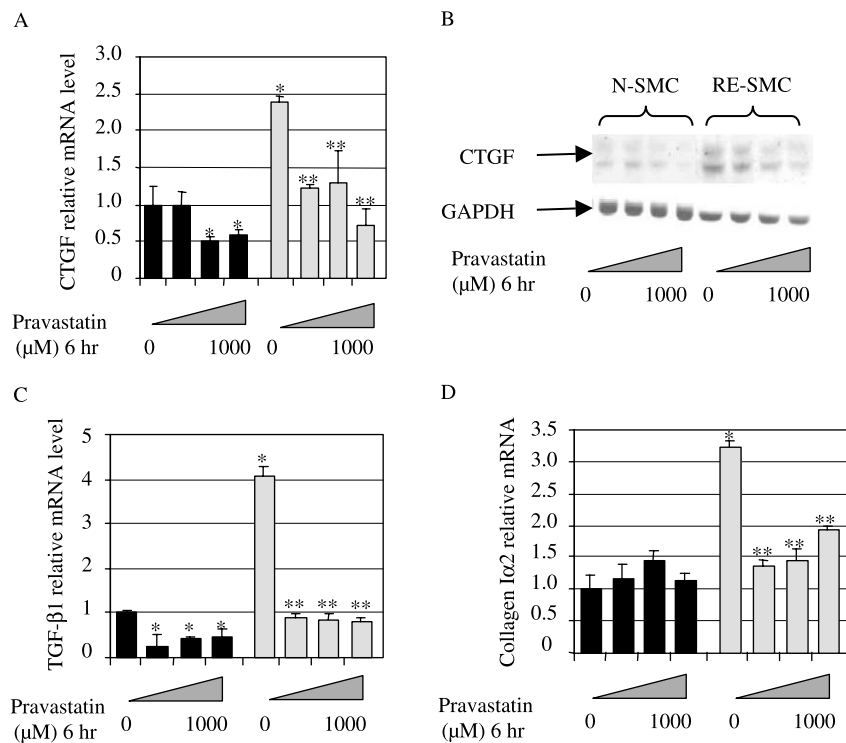 A
CTGF relative mRNA level
3.0
2.5
2.0
1.5
1.0
0.5
0
*
*
*
**
**
**
Pravastatin
(µM) 6 hr
0 1000 0 1000
B
N-SMC RE-SMC
CTGF
GAPDH
Pravastatin
(µM) 6 hr
0 1000 0 1000
C
TGF-β1 relative mRNA level
5
4
3
2
1
0
*
*
*
*
**
**
**
Pravastatin
(µM) 6 hr
0 1000 0 1000
D
Collagen Iα2 relative mRNA
3.5
3.0
2.5
2.0
1.5
1.0
0.5
0
*
**
**
**
Pravastatin
(µM) 6 hr
0 1000 0 1000